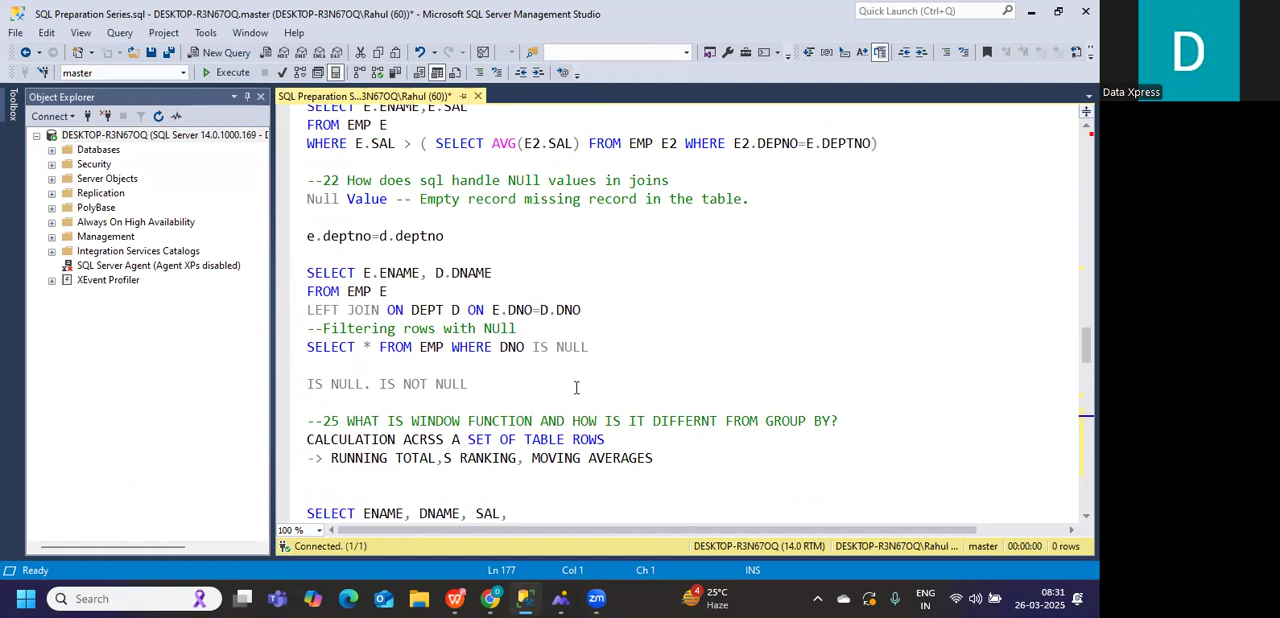 SQL Preparation Series.sql - DESKTOP-R3N67OQ.master (DESKTOP-R3N67OQ\Rahul (60))* - Microsoft SQL Server Management Studio
Quick Launch (Ctrl+Q)
File Edit View Query Project Tools Window Help
New Query
master
Execute
Toolbox
Object Explorer
Connect
DESKTOP-R3N67OQ (SQL Server 14.0.1000.169 - D
Databases
Security
Server Objects
Replication
PolyBase
Always On High Availability
Management
Integration Services Catalogs
SQL Server Agent (Agent XPs disabled)
XEvent Profiler
SQL Preparation S...3N67OQ\Rahul (60))*
SELECT E.ENAME,E.SAL
FROM EMP E
WHERE E.SAL > ( SELECT AVG(E2.SAL) FROM EMP E2 WHERE E2.DEPNO=E.DEPTNO)
--22 How does sql handle NUll values in joins
Null Value -- Empty record missing record in the table.
e.deptno=d.deptno
SELECT E.ENAME, D.DNAME
FROM EMP E
LEFT JOIN ON DEPT D ON E.DNO=D.DNO
--Filtering rows with NUll
SELECT * FROM EMP WHERE DNO IS NULL
IS NULL. IS NOT NULL
--25 WHAT IS WINDOW FUNCTION AND HOW IS IT DIFFERNT FROM GROUP BY?
CALCULATION ACRSS A SET OF TABLE ROWS
-> RUNNING TOTAL,S RANKING, MOVING AVERAGES
SELECT ENAME, DNAME, SAL,
100 %
Connected. (1/1)
DESKTOP-R3N67OQ (14.0 RTM) DESKTOP-R3N67OQ\Rahul ... master 00:00:00 0 rows
Ready
Ln 177 Col 1 Ch 1 INS
D
Data Xpress
Search
4
25°C
Haze
ENG
IN
08:31
26-03-2025